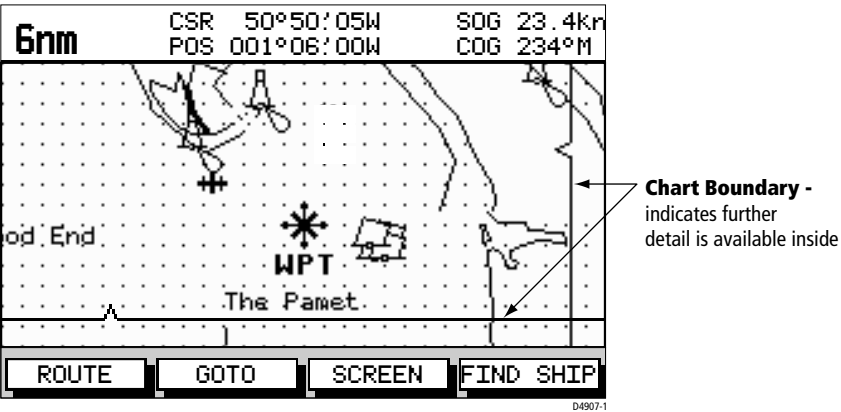 6nm
CSR 50°50!05W SOG 23.4Kn
POS 001°06!00W COG 234°M
od End
WPT
The Pamet
Chart Boundary -
indicates further
detail is available inside
ROUTE GOTO SCREEN FIND SHIP
D4907-1